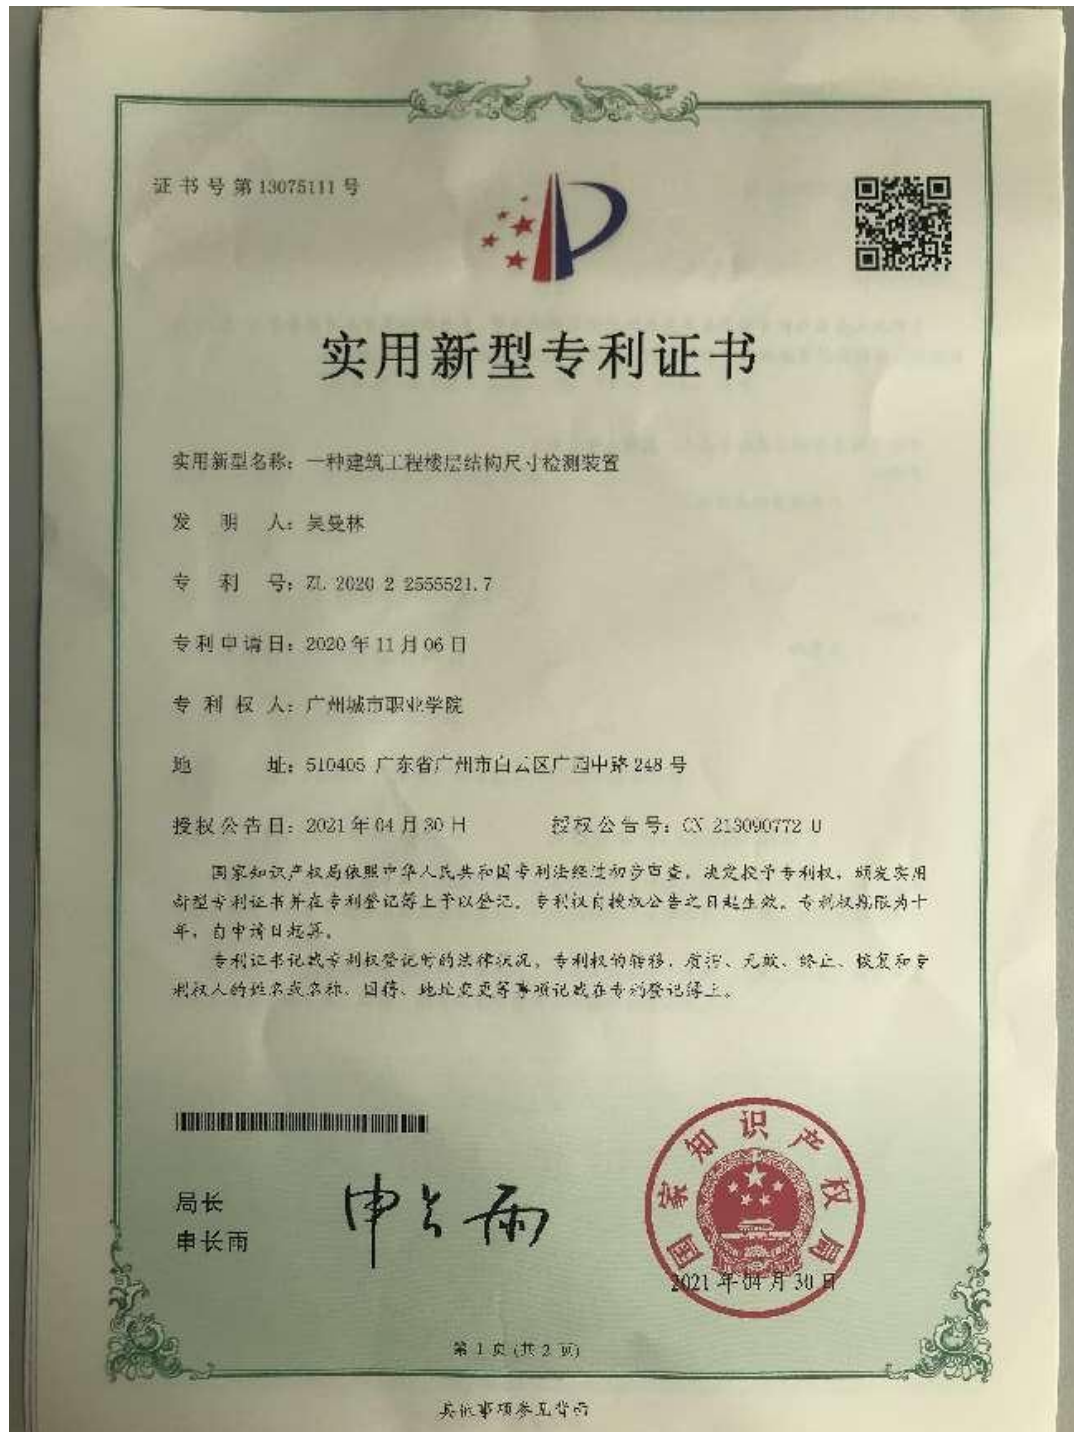 证书号第13075111号
实用新型专利证书
实用新型名称：一种建筑工程楼层结构尺寸检测装置
发明人：吴曼林
专利号：ZL 2020 2 2555521.7
专利申请日：2020年11月06日
专利权人：广州城市职业学院
地址：510405 广东省广州市白云区广园中路248号
授权公告日：2021年04月30日 授权公告号：CN 213090772 U
国家知识产权局依照中华人民共和国专利法经过初步审查，决定授予专利权，颁发实用
新型专利证书并在专利登记簿上予以登记。专利权自授权公告之日起生效。专利权期限为十
年，自申请日起算。
专利证书记载专利权登记时的法律状况。专利权的转移、质押、无效、终止、恢复和专
利权人的姓名或名称、国籍、地址变更等事项记载在专利登记簿上。
局长
申长雨
申长雨
国家知识产权局
2021年04月30日
第1页(共2页)
其他事项参见背面